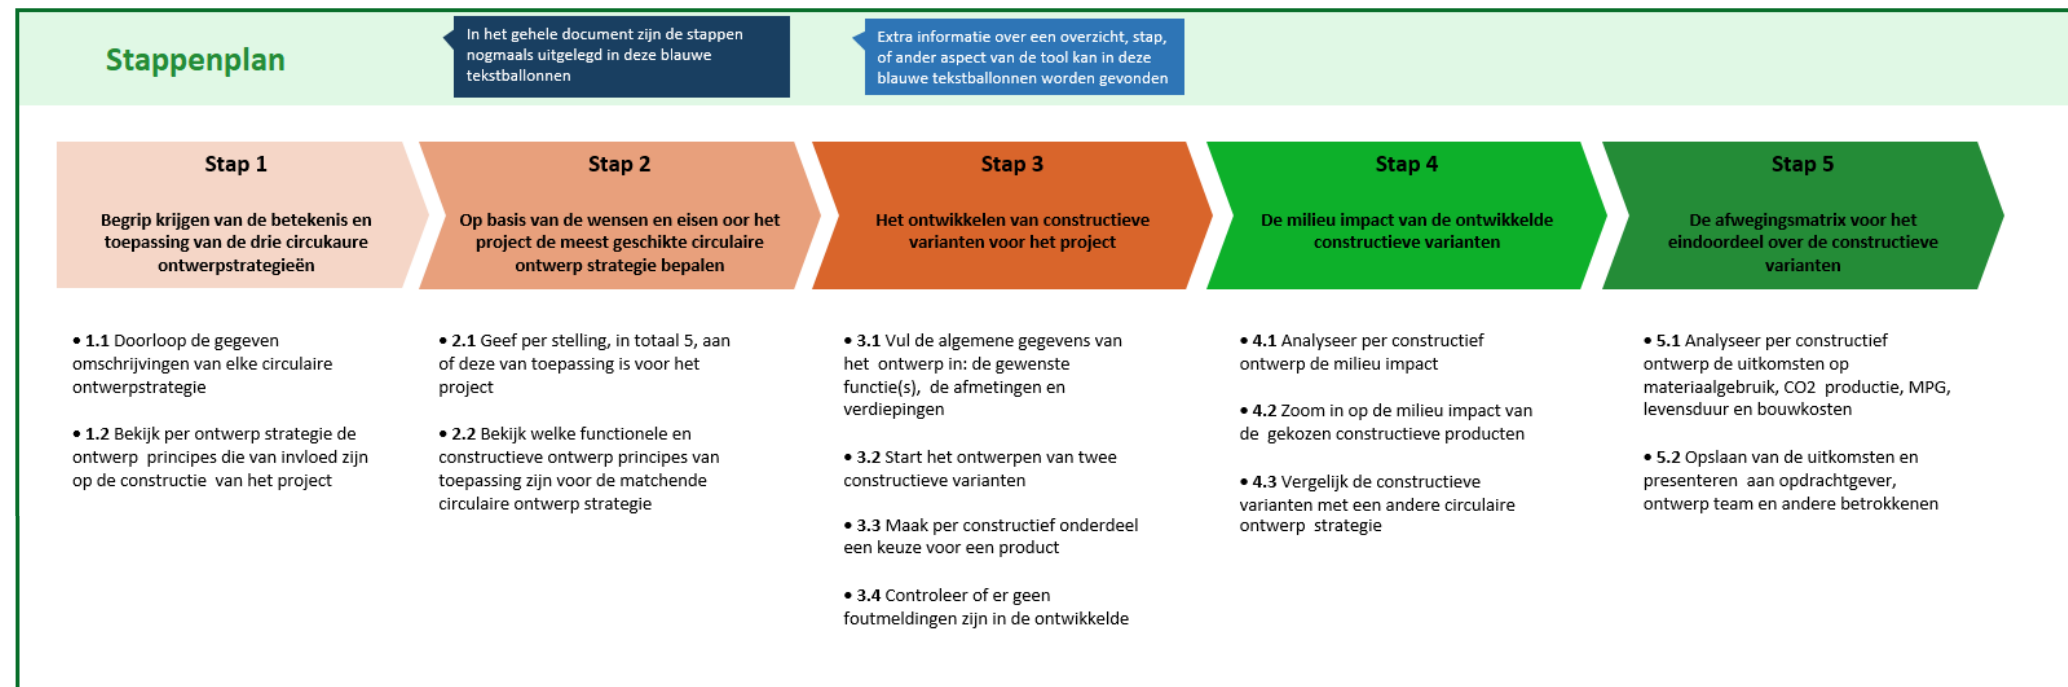 Stappenplan
In het gehele document zijn de stappen
nogmaals uitgelegd in deze blauwe
tekstballonnen
Extra informatie over een overzicht, stap,
of ander aspect van de tool kan in deze
blauwe tekstballonnen worden gevonden
Stap 1
Begrip krijgen van de betekenis en
toepassing van de drie circukaure
ontwerpstrategieën
Stap 2
Op basis van de wensen en eisen oor het
project de meest geschikte circulaire
ontwerp strategie bepalen
Stap 3
Het ontwikkelen van constructieve
varianten voor het project
Stap 4
De milieu impact van de ontwikkelde
constructieve varianten
Stap 5
De afwegingsmatrix voor het
eindoordeel over de constructieve
varianten
• 1.1 Doorloop de gegeven
omschrijvingen van elke circulaire
ontwerpstrategie
• 1.2 Bekijk per ontwerp strategie de
ontwerp principes die van invloed zijn
op de constructie van het project
• 2.1 Geef per stelling, in totaal 5, aan
of deze van toepassing is voor het
project
• 2.2 Bekijk welke functionele en
constructieve ontwerp principes van
toepassing zijn voor de matchende
circulaire ontwerp strategie
• 3.1 Vul de algemene gegevens van
het ontwerp in: de gewenste
functie(s), de afmetingen en
verdiepingen
• 3.2 Start het ontwerpen van twee
constructieve varianten
• 3.3 Maak per constructief onderdeel
een keuze voor een product
• 3.4 Controleer of er geen
foutmeldingen zijn in de ontwikkelde
• 4.1 Analyseer per constructief
ontwerp de milieu impact
• 4.2 Zoom in op de milieu impact van
de gekozen constructieve producten
• 4.3 Vergelijk de constructieve
varianten met een andere circulaire
ontwerp strategie
• 5.1 Analyseer per constructief
ontwerp de uitkomsten op
materiaalgebruik, CO2 productie, MPG,
levensduur en bouwkosten
• 5.2 Opslaan van de uitkomsten en
presenteren aan opdrachtgever,
ontwerp team en andere betrokkenen